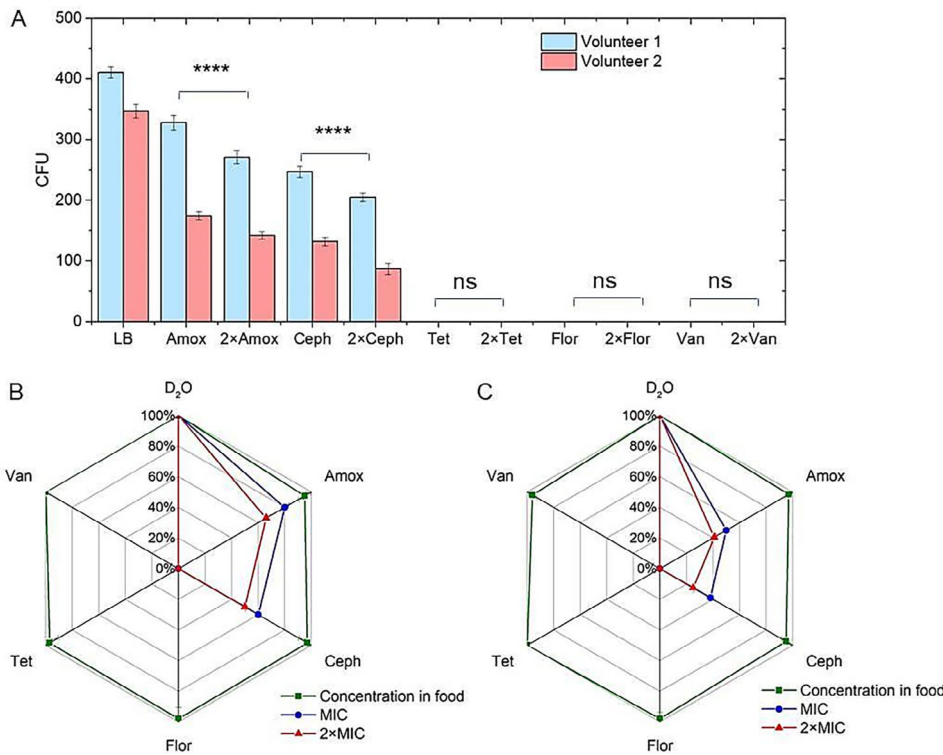 A
500
400
300
200
100
0
CFU
Volunteer 1
Volunteer 2
****
****
ns
ns
ns
LB Amox 2×Amox Ceph 2×Ceph Tet 2×Tet Flor 2×Flor Van 2×Van
B
D₂O
100%
80%
60%
40%
20%
0%
Van
Amox
Tet
Ceph
Flor
Concentration in food
MIC
2×MIC
C
D₂O
100%
80%
60%
40%
20%
0%
Van
Amox
Tet
Ceph
Flor
Concentration in food
MIC
2×MIC